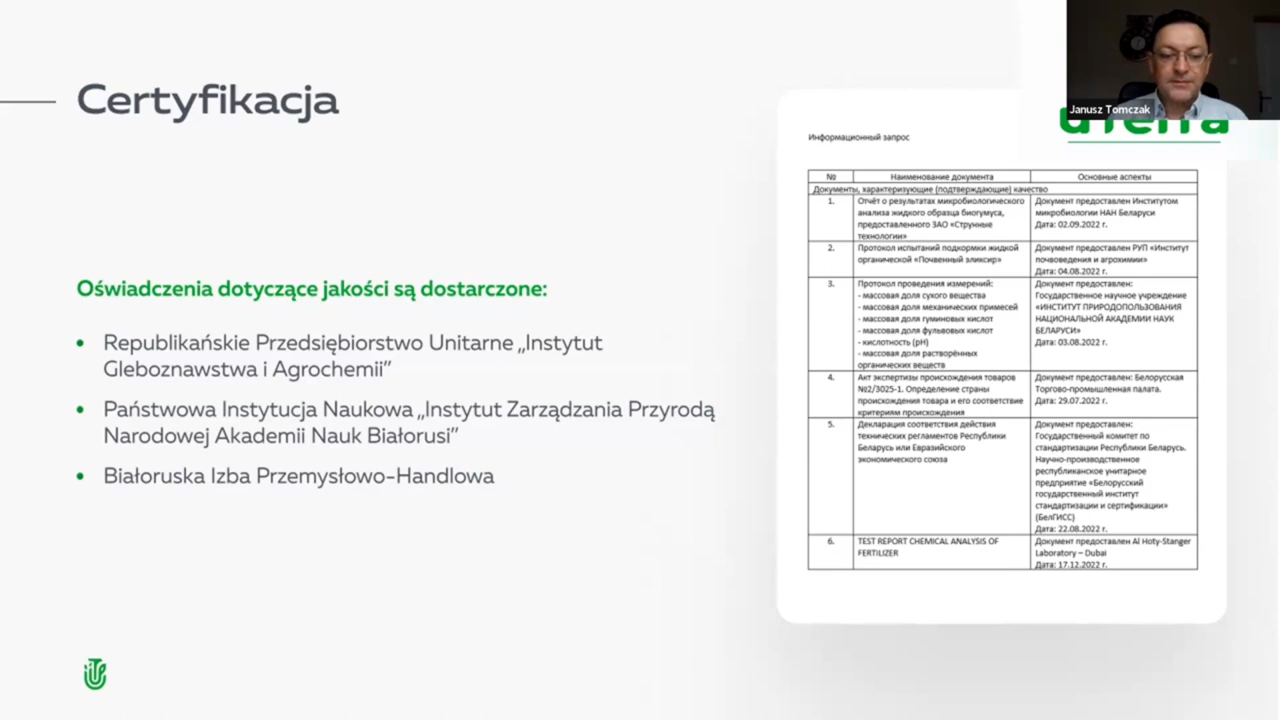 Certyfikacja
Oświadczenia dotyczące jakości są dostarczone:
Republikańskie Przedsiębiorstwo Unitarne „Instytut
Gleboznawstwa i Agrochemii”
Państwowa Instytucja Naukowa „Instytut Zarządzania Przyrodą
Narodowej Akademii Nauk Białorusi”
Białoruska Izba Przemysłowo-Handlowa
Janusz Tomczak
Информационный запрос
№ Наименование документа Основные аспекты
Документы, характеризующие (подтверждающие) качество
1. Отчёт о результатах микробиологического
анализа жидкого образца биогумуса,
предоставленного ЗАО «Струнные
технологии»
Документ предоставлен Институтом
микробиологии НАН Беларуси
Дата: 02.09.2022 г.
2. Протокол испытаний подкормки жидкой
органической «Почвенный эликсир»
Документ предоставлен РУП «Институт
почвоведения и агрохимии»
Дата: 04.08.2022 г.
3. Протокол проведения измерений:
- массовая доля сухого вещества
- массовая доля механических примесей
- массовая доля гуминовых кислот
- массовая доля фульвовых кислот
- кислотность (pH)
- массовая доля растворённых
органических веществ
Документ предоставлен:
Государственное научное учреждение
«ИНСТИТУТ ПРИРОДОПОЛЬЗОВАНИЯ
НАЦИОНАЛЬНОЙ АКАДЕМИИ НАУК
БЕЛАРУСИ»
Дата: 03.08.2022 г.
4. Акт экспертизы происхождения товаров
№2/3025-1. Определение страны
происхождения товара и его соответствие
критериям происхождения
Документ предоставлен: Белорусская
Торгово-промышленная палата.
Дата: 29.07.2022 г.
5. Декларация соответствия действия
технических регламентов Республики
Беларусь или Евразийского
экономического союза
Документ предоставлен:
Государственный комитет по
стандартизации Республики Беларусь.
Научно-производственное
республиканское унитарное
предприятие «Белорусский
государственный институт
стандартизации и сертификации»
(БелГИСС)
Дата: 22.08.2022 г.
6. TEST REPORT CHEMICAL ANALYSIS OF
FERTILIZER
Документ предоставлен Al Hoty-Stanger
Laboratory – Dubai
Дата: 17.12.2022 г.